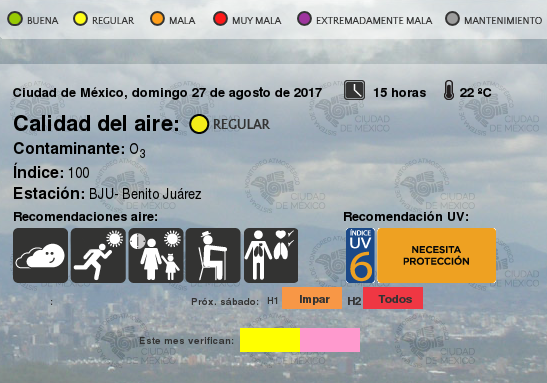 BUENA REGULAR MALA MUY MALA EXTREMADAMENTE MALA MANTENIMIENTO
Ciudad de México, domingo 27 de agosto de 2017 15 horas 22 ºC
Calidad del aire: REGULAR
Contaminante: O3
Índice: 100
Estación: BJU- Benito Juárez
Recomendaciones aire: Recomendación UV:
ÍNDICE
UV
6
NECESITA
PROTECCIÓN
: Próx. sábado: H1 Impar H2 Todos
Este mes verifican:
CIUDAD
DE MÉXICO